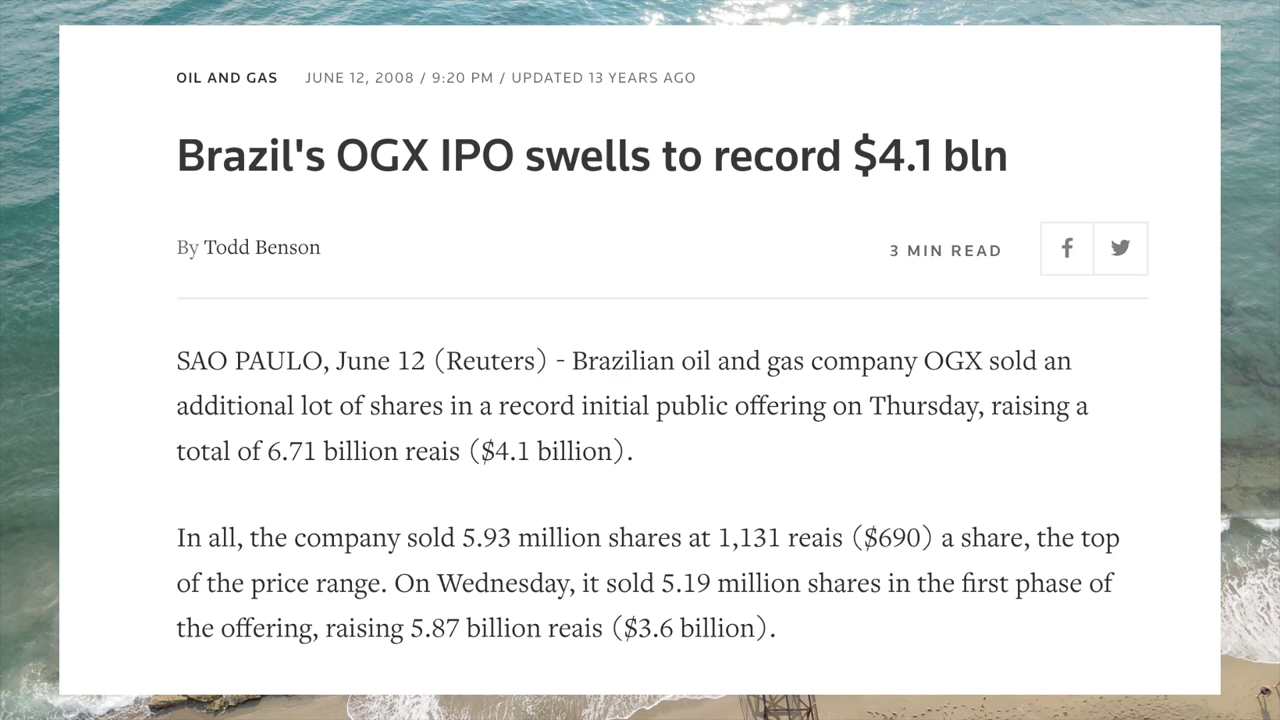 OIL AND GAS JUNE 12, 2008 / 9:20 PM / UPDATED 13 YEARS AGO
Brazil's OGX IPO swells to record $4.1 bln
By Todd Benson
3 MIN READ
SAO PAULO, June 12 (Reuters) - Brazilian oil and gas company OGX sold an
additional lot of shares in a record initial public offering on Thursday, raising a
total of 6.71 billion reais ($4.1 billion).
In all, the company sold 5.93 million shares at 1,131 reais ($690) a share, the top
of the price range. On Wednesday, it sold 5.19 million shares in the first phase of
the offering, raising 5.87 billion reais ($3.6 billion).